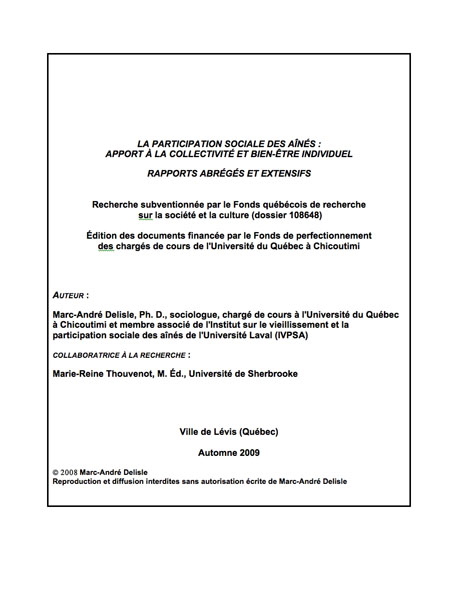 LA PARTICIPATION SOCIALE DES AÎNÉS :
APPORT À LA COLLECTIVITÉ ET BIEN-ÊTRE INDIVIDUEL
RAPPORTS ABRÉGÉS ET EXTENSIFS
Recherche subventionnée par le Fonds québécois de recherche
sur la société et la culture (dossier 108648)
Édition des documents financée par le Fonds de perfectionnement
des chargés de cours de l'Université du Québec à Chicoutimi
AUTEUR :
Marc-André Delisle, Ph. D., sociologue, chargé de cours à l'Université du Québec
à Chicoutimi et membre associé de l'Institut sur le vieillissement et la
participation sociale des aînés de l'Université Laval (IVPSA)
COLLABORATRICE À LA RECHERCHE :
Marie-Reine Thouvenot, M. Éd., Université de Sherbrooke
Ville de Lévis (Québec)
Automne 2009
© 2008 Marc-André Delisle
Reproduction et diffusion interdites sans autorisation écrite de Marc-André Delisle